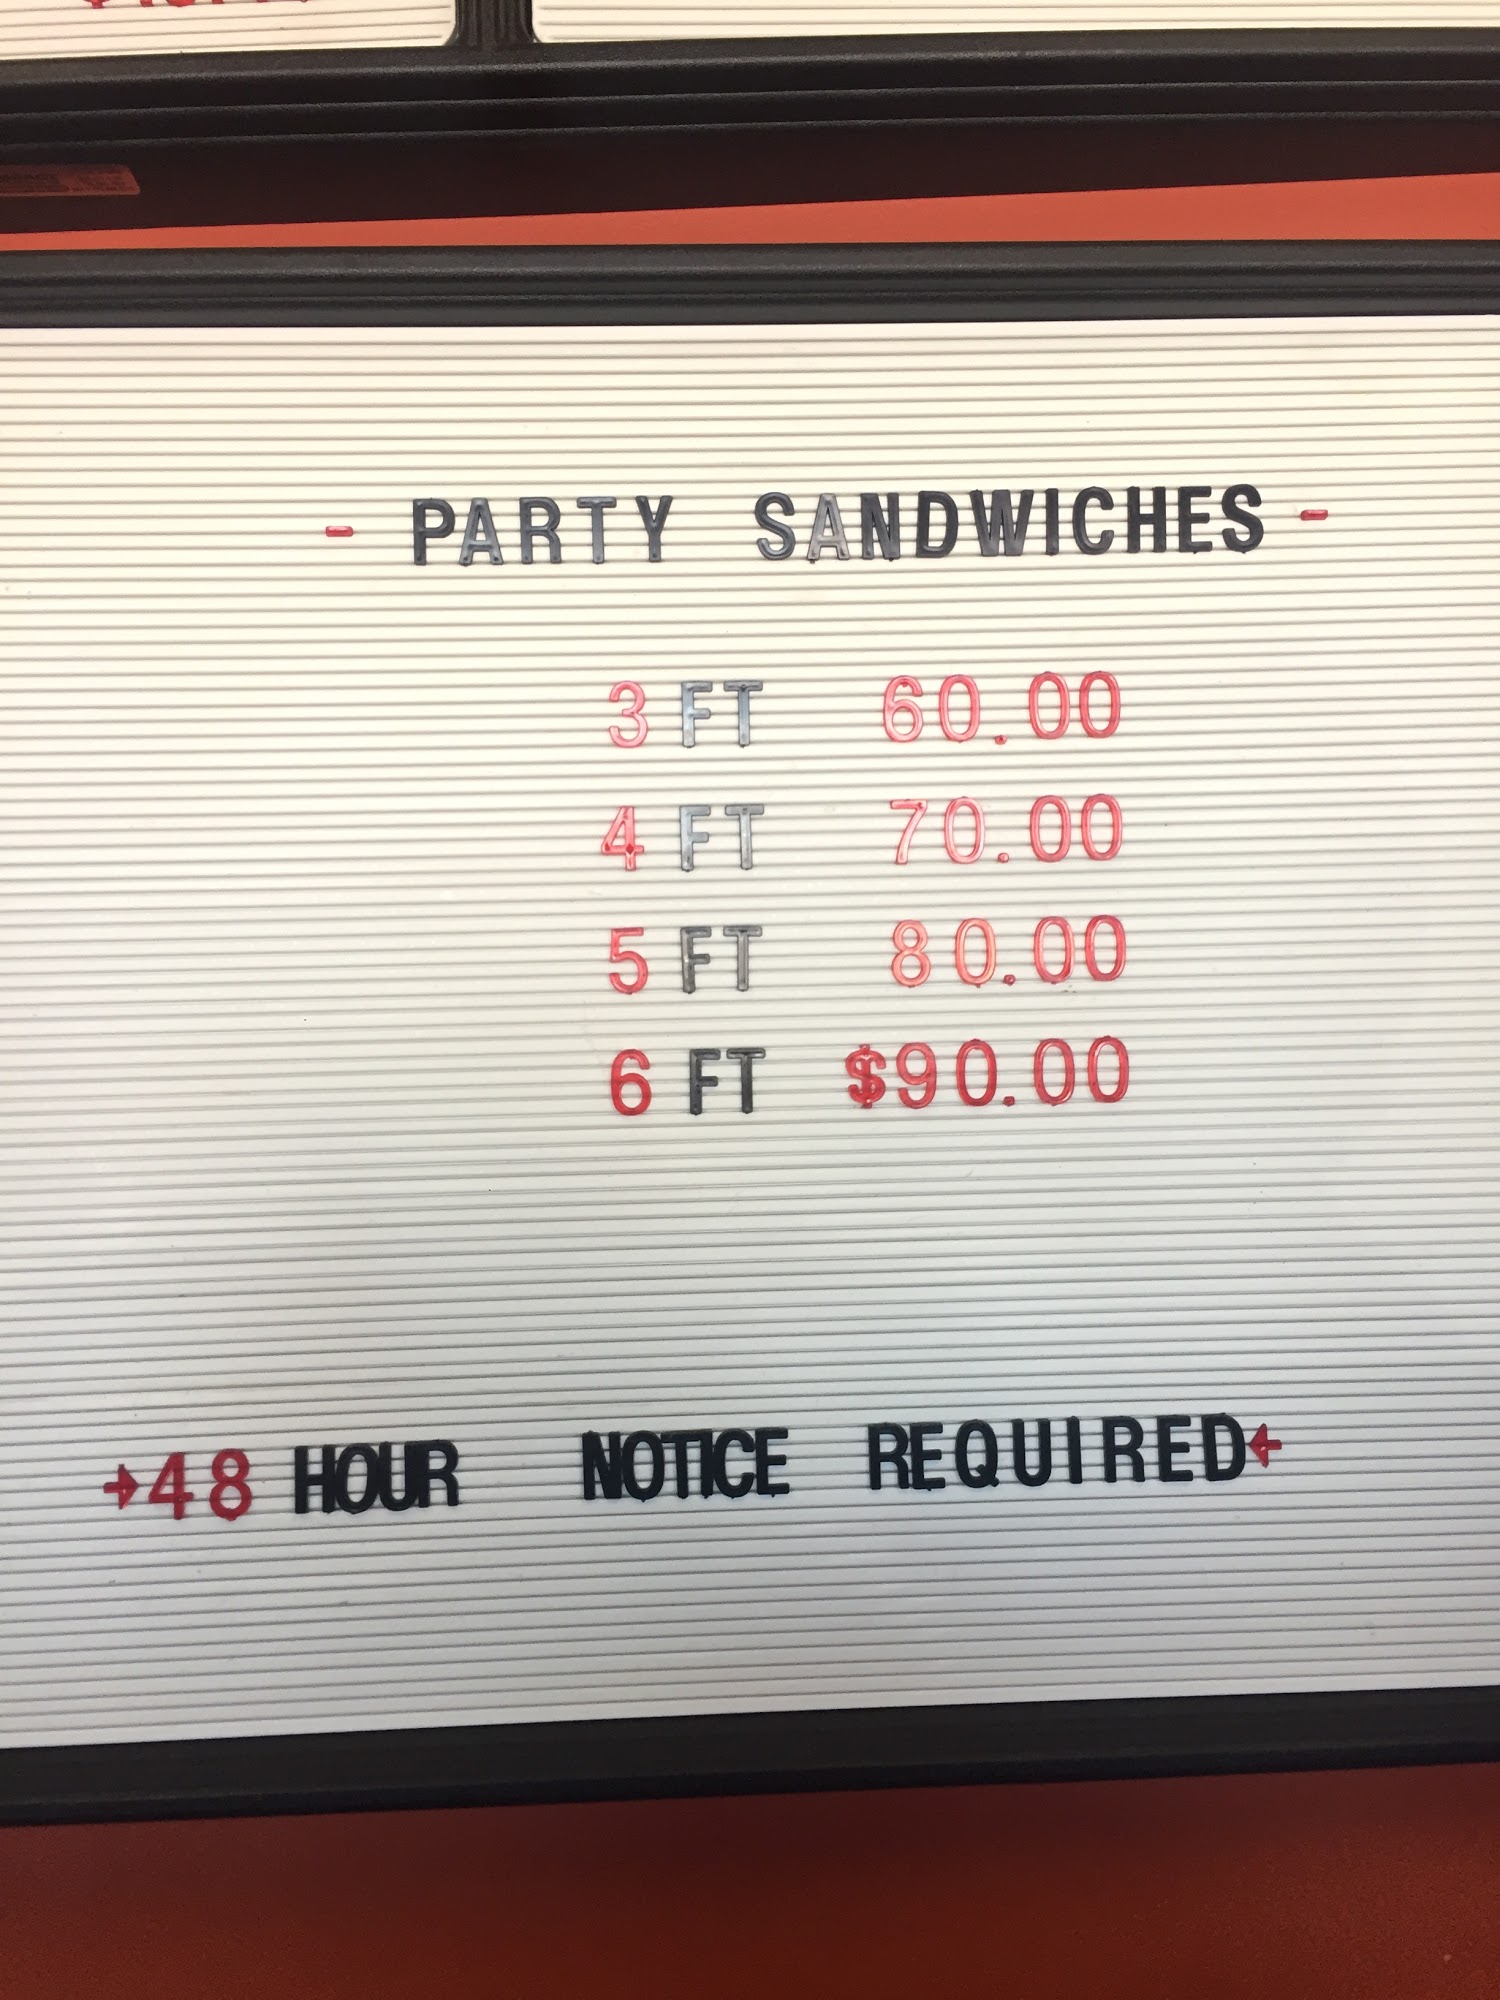 - PARTY SANDWICHES -
3 FT 60.00
4 FT 70.00
5 FT 80.00
6 FT $90.00
→48 HOUR NOTICE REQUIRED←